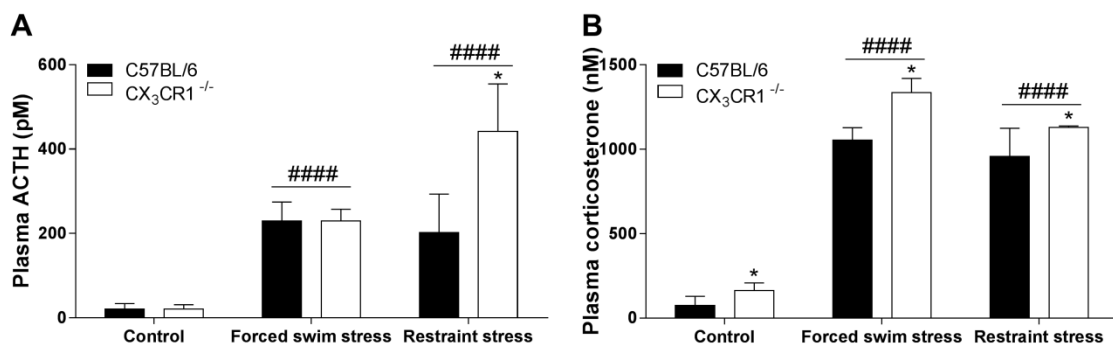 A
Plasma ACTH (pM)
600
400
200
0
C57BL/6
CX₃CR1 ⁻/⁻
####
####
*
Control
Forced swim stress
Restraint stress
B
Plasma corticosterone (nM)
1500
1000
500
0
C57BL/6
CX₃CR1 ⁻/⁻
*
####
*
####
*
Control
Forced swim stress
Restraint stress